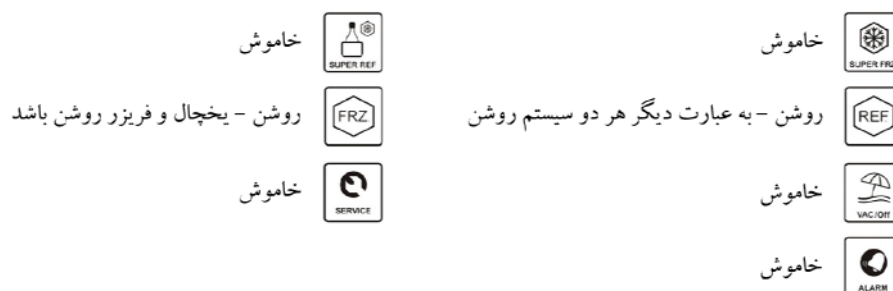 SUPER FRZ خاموش
SUPER REF خاموش
REF روشن – به عبارت دیگر هر دو سیستم روشن
FRZ روشن – یخچال و فریزر روشن باشد
VAC/Off خاموش
SERVICE خاموش
ALARM خاموش